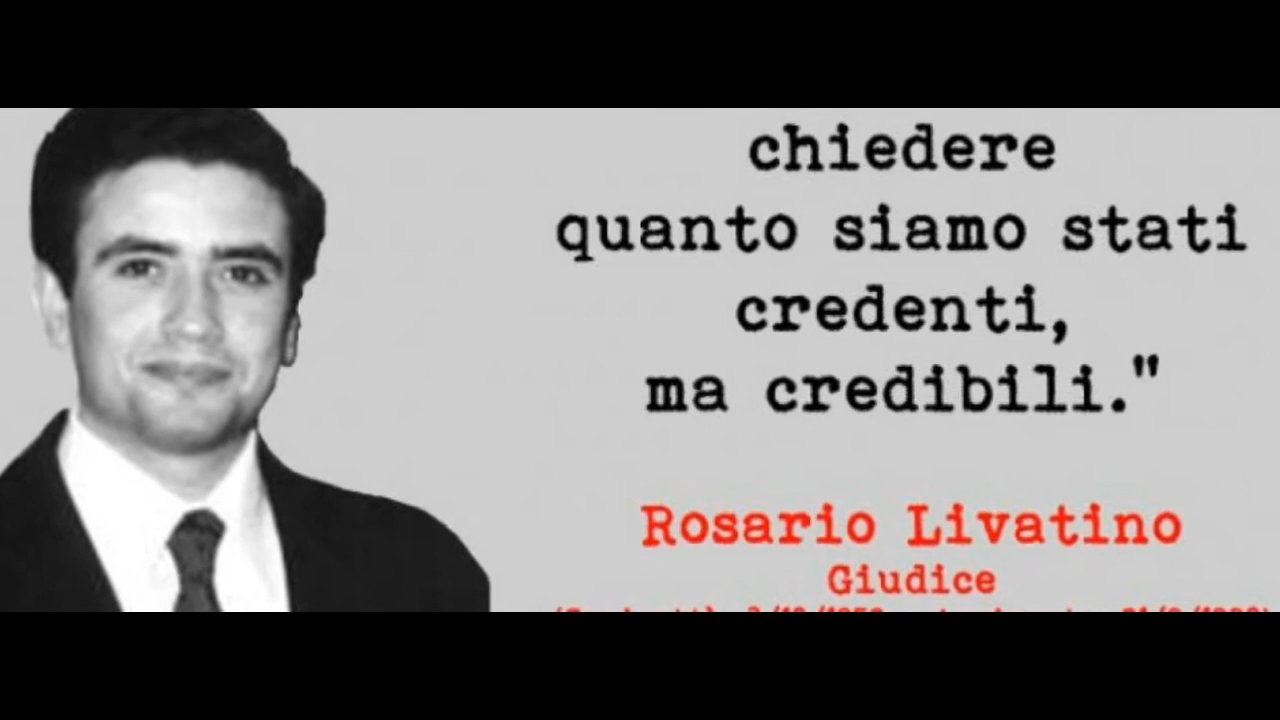 chiedere
quanto siamo stati
credenti,
ma credibili."
Rosario Livatino
Giudice